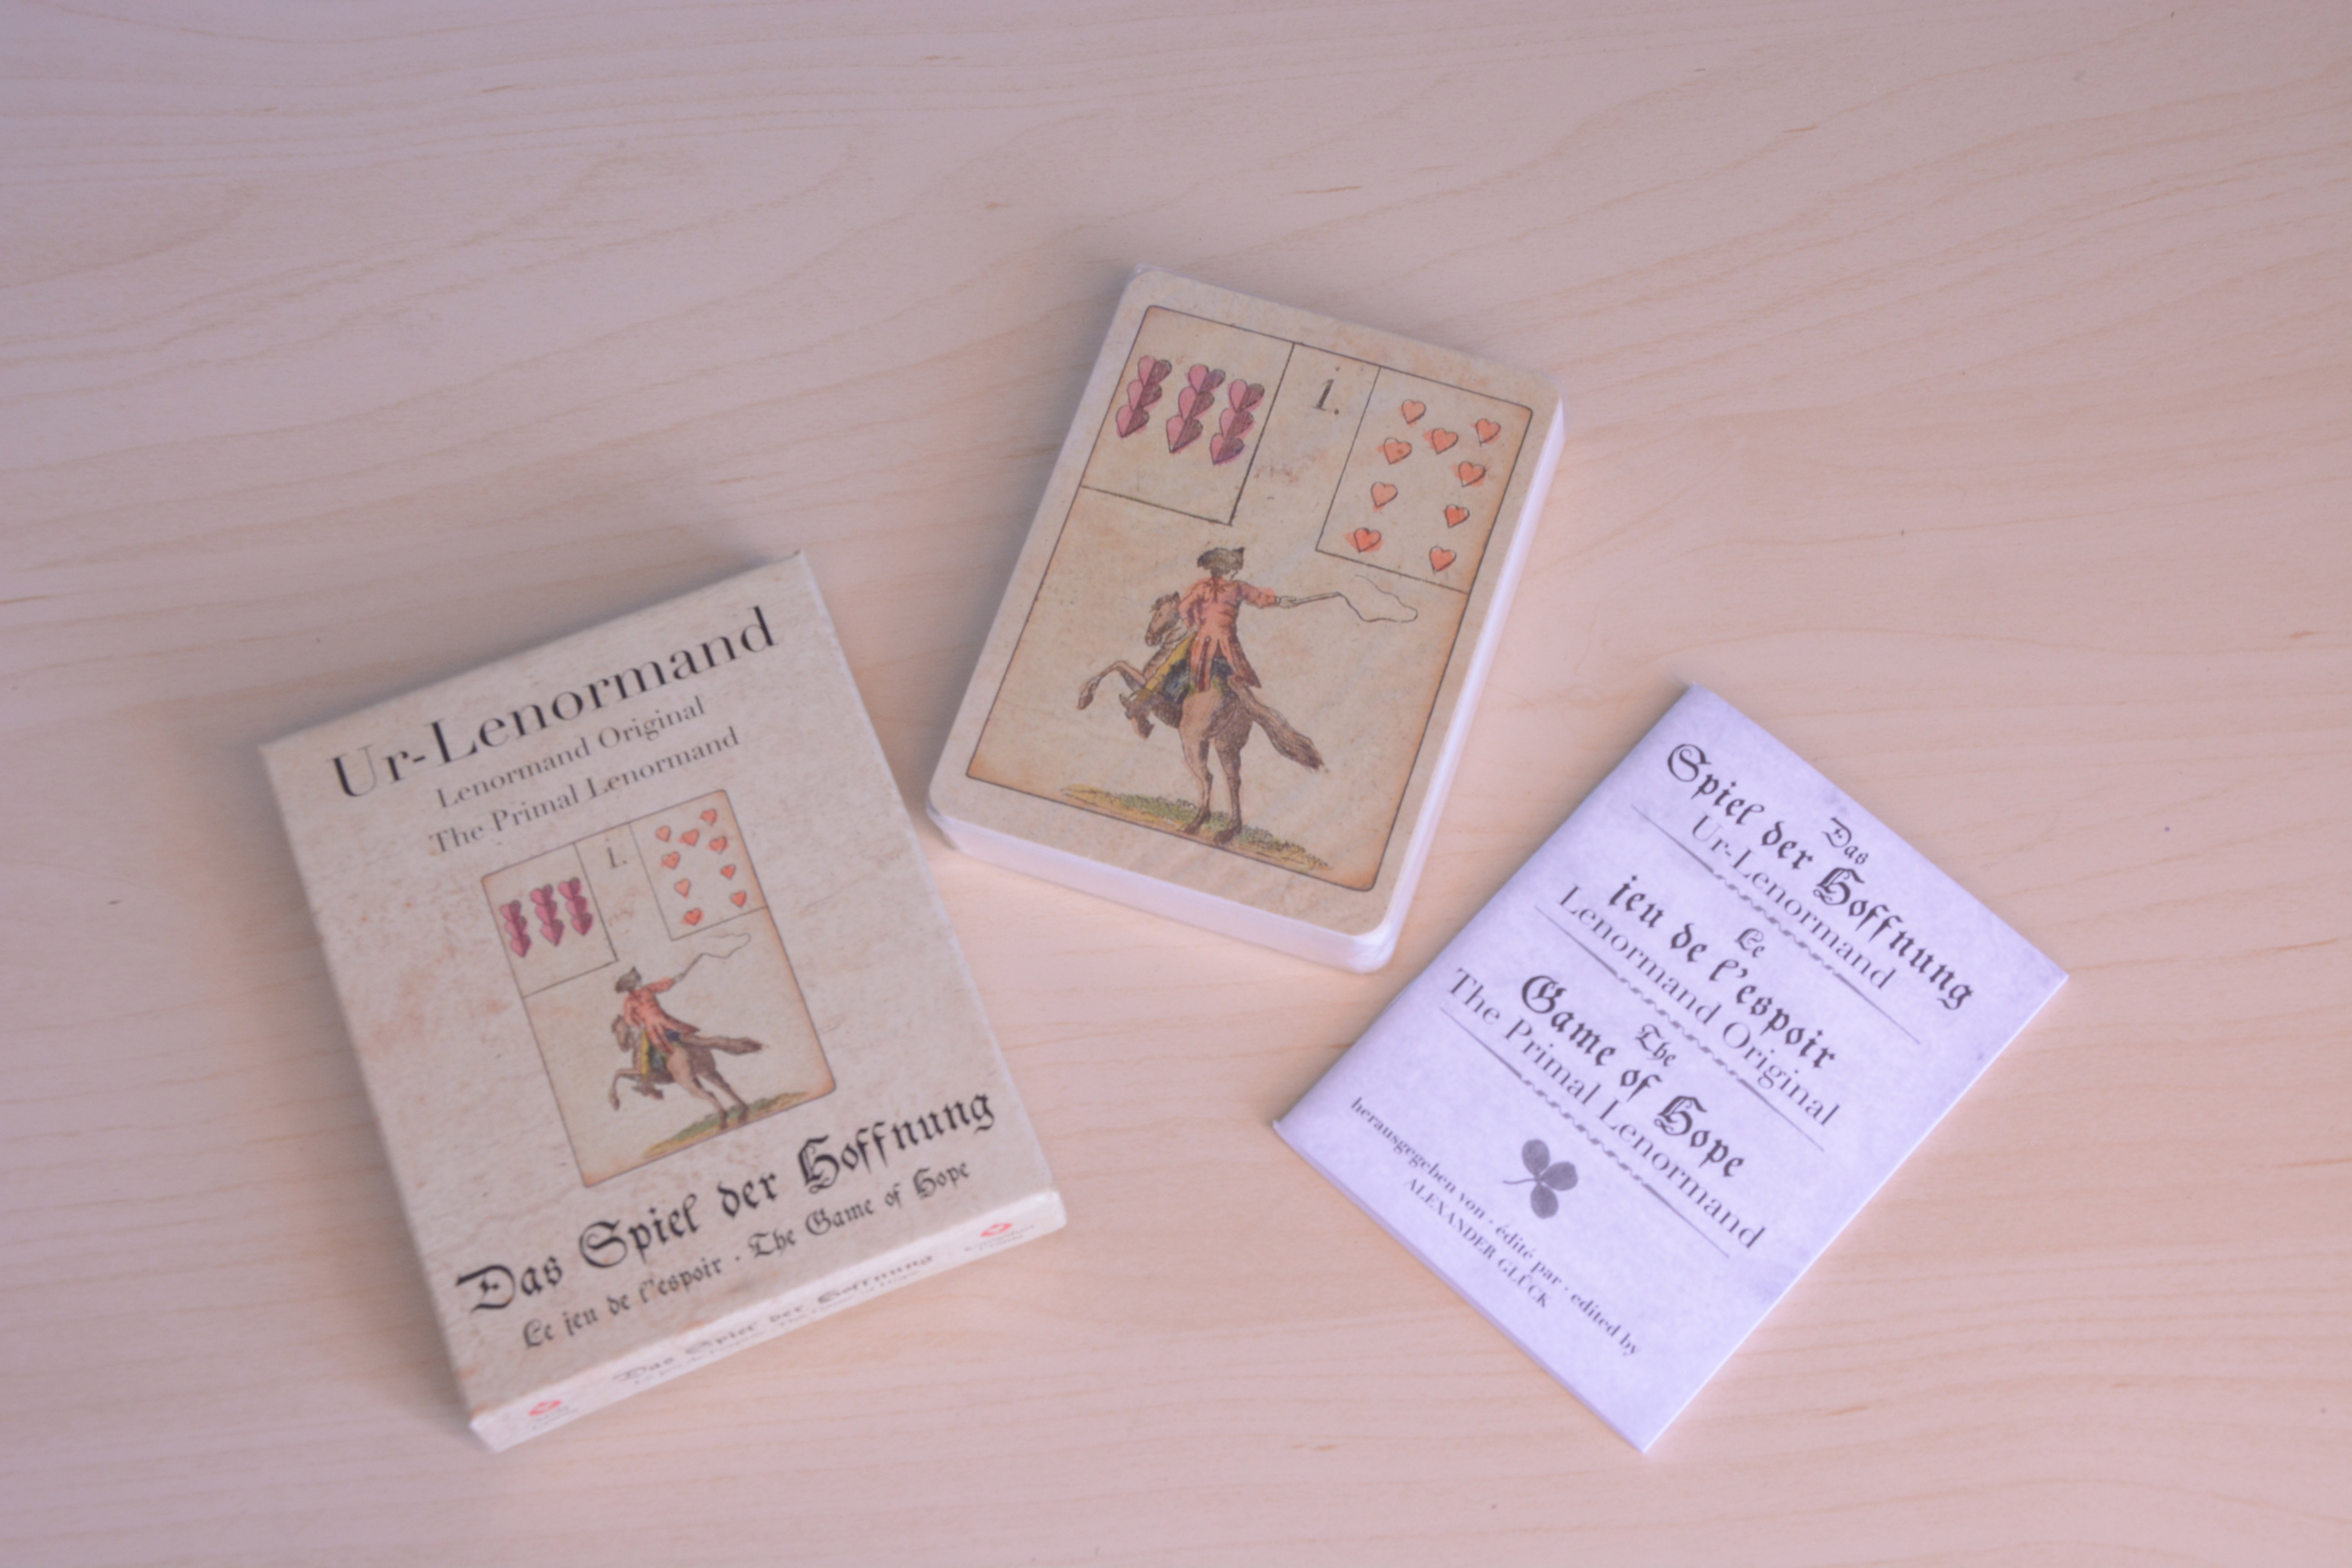 Ur-Lenormand
Lenormand Original
The Primal Lenormand
1.
Das Spiel der Hoffnung
Le jeu de l'espoir · The Game of Hope
Das Spiel der Hoffnung
1.
Das
Spiel der Hoffnung
Ur-Lenormand
Le
jeu de l'espoir
Lenormand Original
The
Game of Hope
The Primal Lenormand
herausgegeben von · édité par · edited by
ALEXANDER GLÜCK